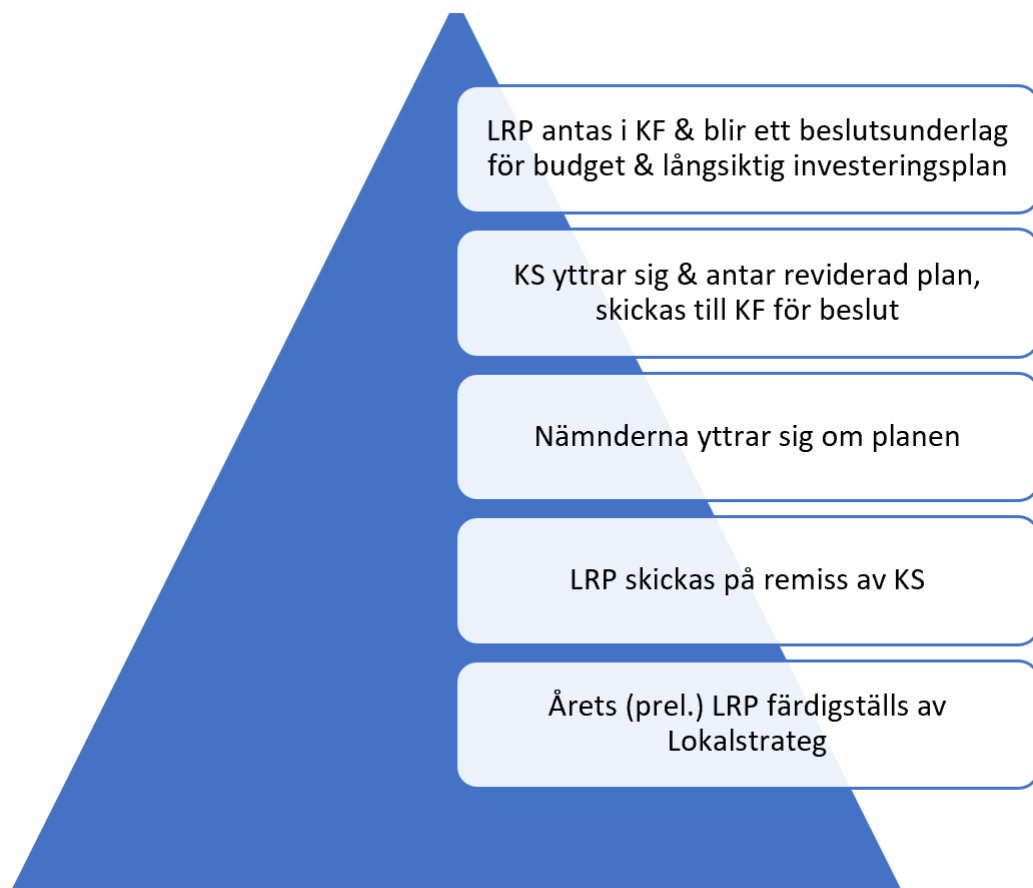 LRP antas i KF & blir ett beslutsunderlag
för budget & långsiktig investeringsplan
KS yttrar sig & antar reviderad plan,
skickas till KF för beslut
Nämnderna yttrar sig om planen
LRP skickas på remiss av KS
Årets (prel.) LRP färdigställs av
Lokalstrateg